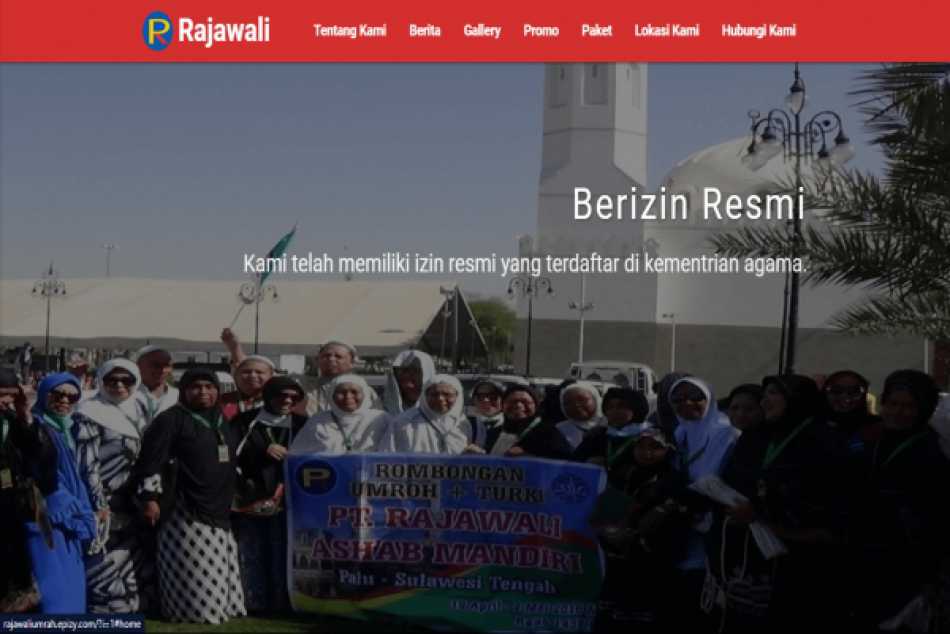 Rajawali
Tentang Kami
Berita
Gallery
Promo
Paket
Lokasi Kami
Hubungi Kami
Berizin Resmi
Kami telah memiliki izin resmi yang terdaftar di kementrian agama.
ROMBONGAN
UMROH + TURKI
PT. RAJAWALI
ASHAB MANDIRI
Palu - Sulawesi Tengah
April -
rajawaliumrah.epizy.com/?i=1#home